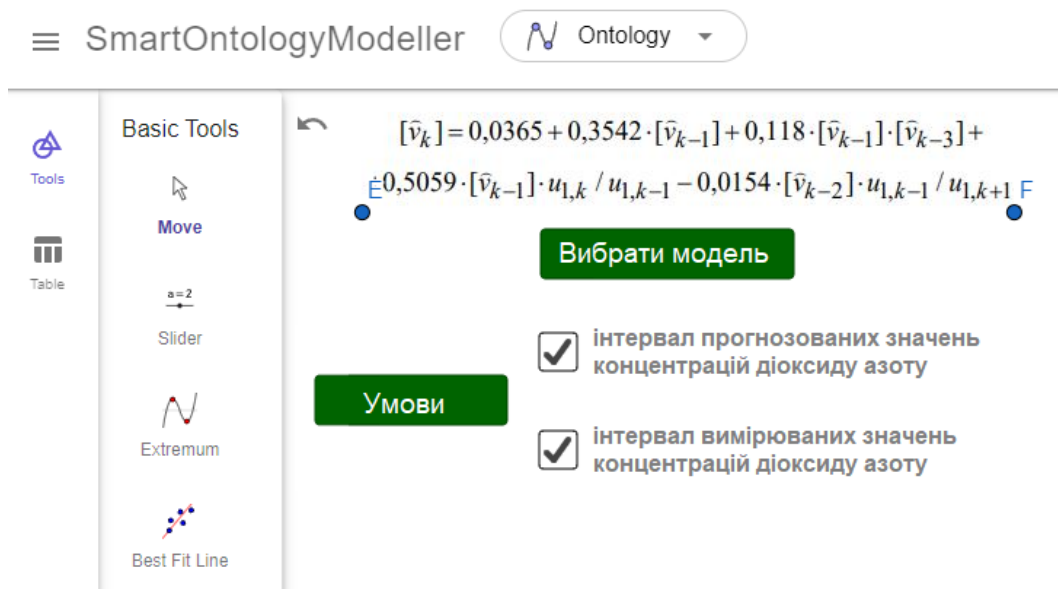 SmartOntologyModeller
Ontology
Tools
Table
Basic Tools
Move
a=2
Slider
Extremum
Best Fit Line
[v̂ₖ] = 0,0365 + 0,3542·[v̂ₖ₋₁] + 0,118·[v̂ₖ₋₁]·[v̂ₖ₋₃] +
+0,5059·[v̂ₖ₋₁]·u₁,ₖ / u₁,ₖ₋₁ − 0,0154·[v̂ₖ₋₂]·u₁,ₖ₋₁ / u₁,ₖ₊₁
E
F
Вибрати модель
Умови
інтервал прогнозованих значень
концентрацій діоксиду азоту
інтервал вимірюваних значень
концентрацій діоксиду азоту